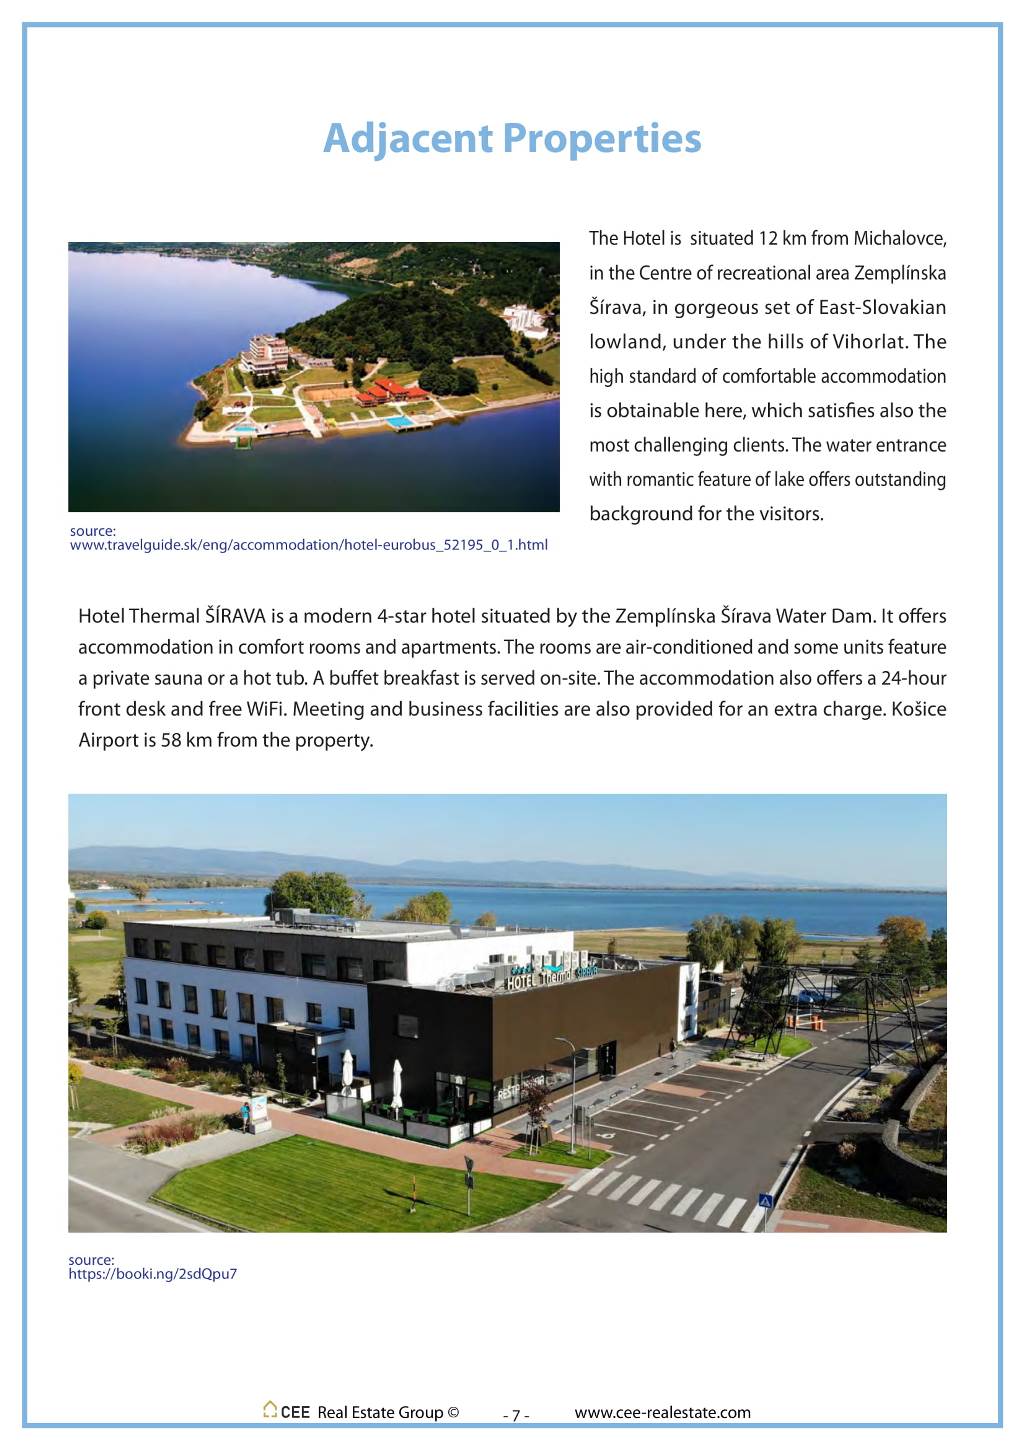 Adjacent Properties
The Hotel is situated 12 km from Michalovce,
in the Centre of recreational area Zemplínska
Šírava, in gorgeous set of East-Slovakian
lowland, under the hills of Vihorlat. The
high standard of comfortable accommodation
is obtainable here, which satisfies also the
most challenging clients. The water entrance
with romantic feature of lake offers outstanding
background for the visitors.
source:
www.travelguide.sk/eng/accommodation/hotel-eurobus_52195_0_1.html
Hotel Thermal ŠÍRAVA is a modern 4-star hotel situated by the Zemplínska Šírava Water Dam. It offers
accommodation in comfort rooms and apartments. The rooms are air-conditioned and some units feature
a private sauna or a hot tub. A buffet breakfast is served on-site. The accommodation also offers a 24-hour
front desk and free WiFi. Meeting and business facilities are also provided for an extra charge. Košice
Airport is 58 km from the property.
HOTEL Thermal ŠÍRAVA
source:
https://booki.ng/2sdQpu7
CEE Real Estate Group ©
- 7 -
www.cee-realestate.com